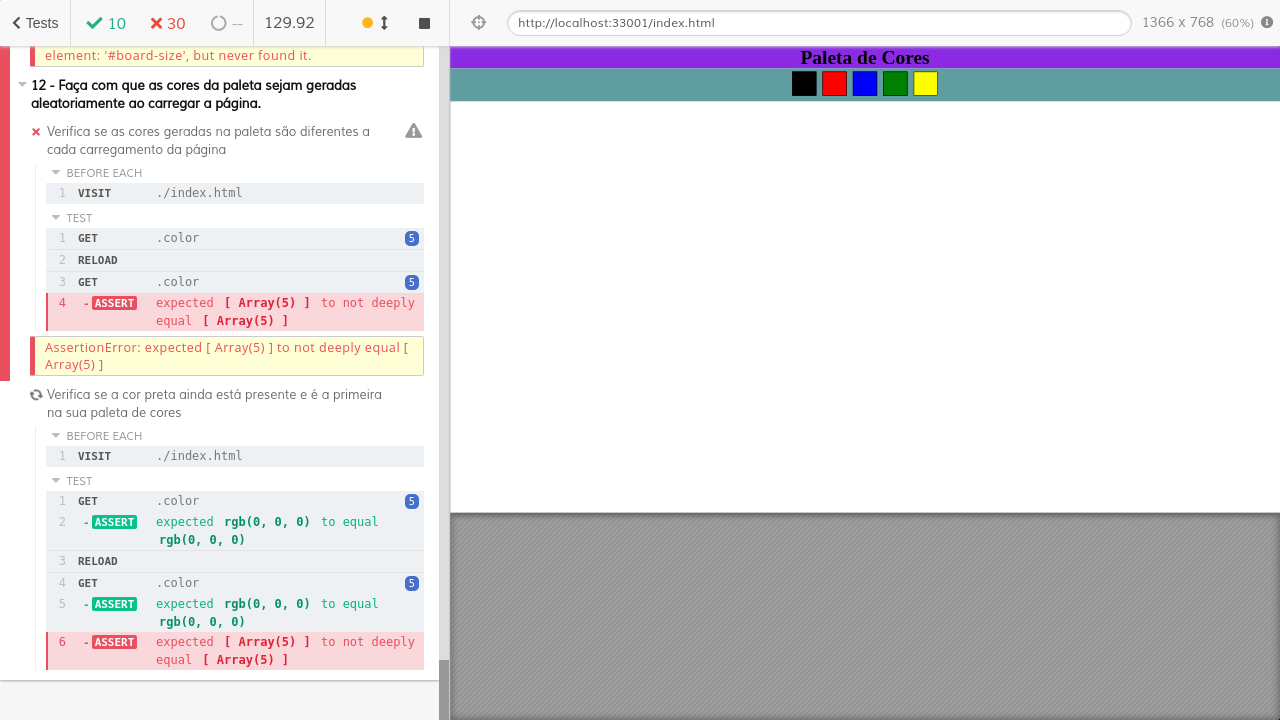 Tests
10
30
--
129.92
http://localhost:33001/index.html
1366 x 768 (60%)
element: '#board-size', but never found it.
12 - Faça com que as cores da paleta sejam geradas
aleatoriamente ao carregar a página.
Verifica se as cores geradas na paleta são diferentes a
cada carregamento da página
BEFORE EACH
1 VISIT ./index.html
TEST
1 GET .color 5
2 RELOAD
3 GET .color 5
4 -ASSERT expected [ Array(5) ] to not deeply
equal [ Array(5) ]
AssertionError: expected [ Array(5) ] to not deeply equal [
Array(5) ]
Verifica se a cor preta ainda está presente e é a primeira
na sua paleta de cores
BEFORE EACH
1 VISIT ./index.html
TEST
1 GET .color 5
2 -ASSERT expected rgb(0, 0, 0) to equal
rgb(0, 0, 0)
3 RELOAD
4 GET .color 5
5 -ASSERT expected rgb(0, 0, 0) to equal
rgb(0, 0, 0)
6 -ASSERT expected [ Array(5) ] to not deeply
equal [ Array(5) ]
Paleta de Cores